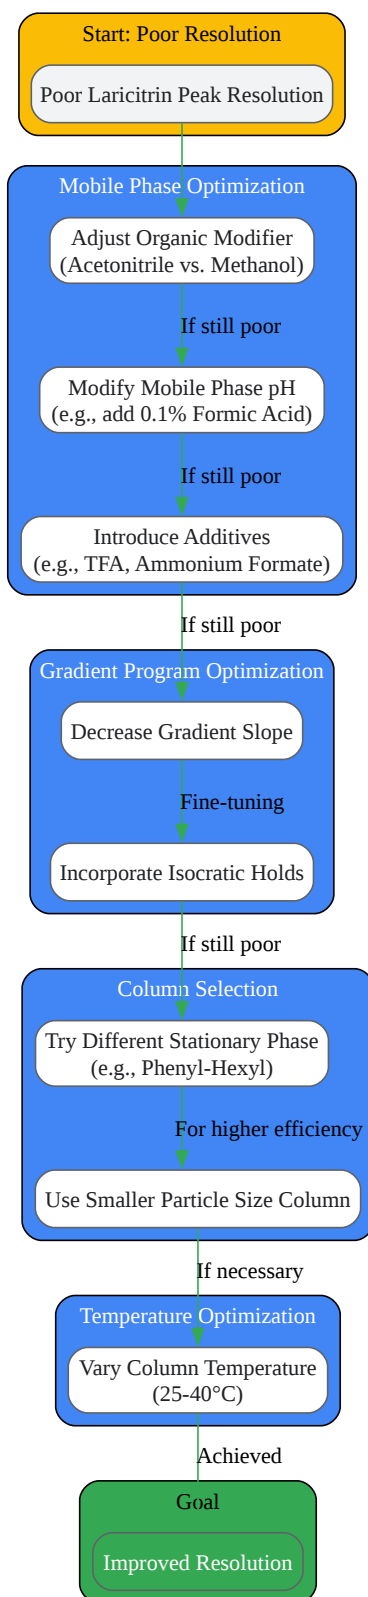 Start: Poor Resolution
Poor Laricitrin Peak Resolution
Mobile Phase Optimization
Adjust Organic Modifier
(Acetonitrile vs. Methanol)
If still poor
Modify Mobile Phase pH
(e.g., add 0.1% Formic Acid)
If still poor
Introduce Additives
(e.g., TFA, Ammonium Formate)
If still poor
Gradient Program Optimization
Decrease Gradient Slope
Fine-tuning
Incorporate Isocratic Holds
If still poor
Column Selection
Try Different Stationary Phase
(e.g., Phenyl-Hexyl)
For higher efficiency
Use Smaller Particle Size Column
If necessary
Temperature Optimization
Vary Column Temperature
(25-40°C)
Achieved
Goal
Improved Resolution